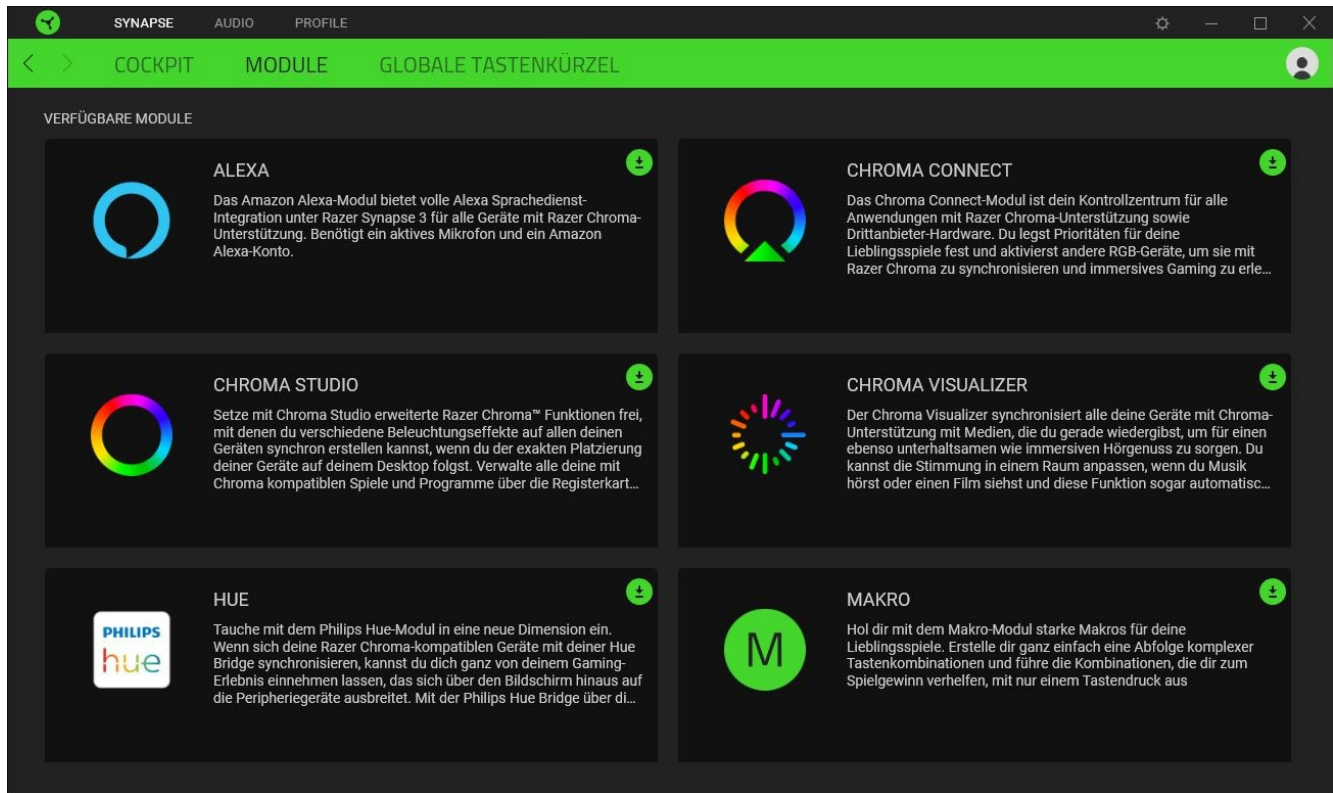 SYNAPSE AUDIO PROFILE
COCKPIT MODULE GLOBALE TASTENKÜRZEL
VERFÜGBARE MODULE
ALEXA
Das Amazon Alexa-Modul bietet volle Alexa Sprachedienst-
Integration unter Razer Synapse 3 für alle Geräte mit Razer Chroma-
Unterstützung. Benötigt ein aktives Mikrofon und ein Amazon
Alexa-Konto.
CHROMA CONNECT
Das Chroma Connect-Modul ist dein Kontrollzentrum für alle
Anwendungen mit Razer Chroma-Unterstützung sowie
Drittanbieter-Hardware. Du legst Prioritäten für deine
Lieblingsspiele fest und aktivierst andere RGB-Geräte, um sie mit
Razer Chroma zu synchronisieren und immersives Gaming zu erle...
CHROMA STUDIO
Setze mit Chroma Studio erweiterte Razer Chroma™ Funktionen frei,
mit denen du verschiedene Beleuchtungseffekte auf allen deinen
Geräten synchron erstellen kannst, wenn du der exakten Platzierung
deiner Geräte auf deinem Desktop folgst. Verwalte alle deine mit
Chroma kompatiblen Spiele und Programme über die Registerkart...
CHROMA VISUALIZER
Der Chroma Visualizer synchronisiert alle deine Geräte mit Chroma-
Unterstützung mit Medien, die du gerade wiedergibst, um für einen
ebenso unterhaltsamen wie immersiven Hörgenuss zu sorgen. Du
kannst die Stimmung in einem Raum anpassen, wenn du Musik
hörst oder einen Film siehst und diese Funktion sogar automatisc...
PHILIPS
hue
HUE
Tauche mit dem Philips Hue-Modul in eine neue Dimension ein.
Wenn sich deine Razer Chroma-kompatiblen Geräte mit deiner Hue
Bridge synchronisieren, kannst du dich ganz von deinem Gaming-
Erlebnis einnehmen lassen, das sich über den Bildschirm hinaus auf
die Peripheriegeräte ausbreitet. Mit der Philips Hue Bridge über di...
M
MAKRO
Hol dir mit dem Makro-Modul starke Makros für deine
Lieblingsspiele. Erstelle dir ganz einfach eine Abfolge komplexer
Tastenkombinationen und führe die Kombinationen, die dir zum
Spielgewinn verhelfen, mit nur einem Tastendruck aus